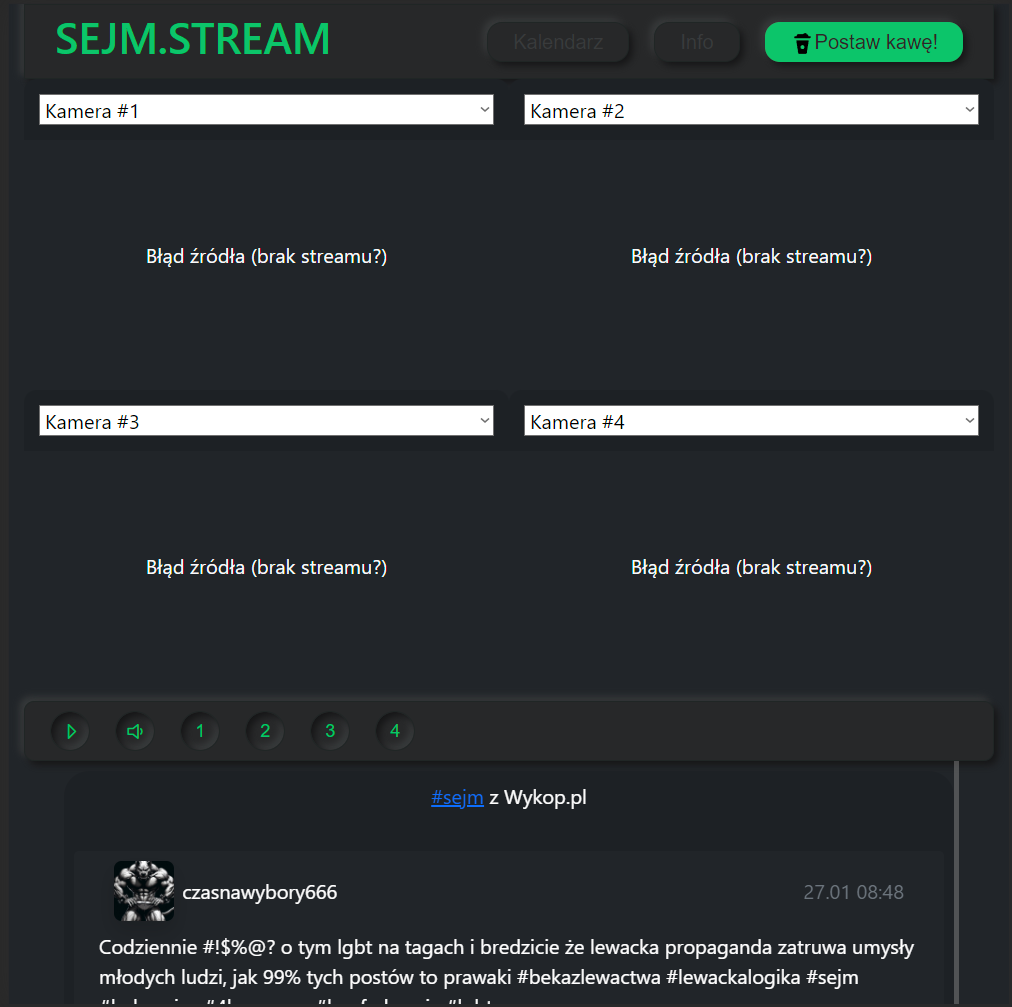 SEJM.STREAM
Kalendarz
Info
Postaw kawę!
Kamera #1
Kamera #2
Błąd źródła (brak streamu?)
Błąd źródła (brak streamu?)
Kamera #3
Kamera #4
Błąd źródła (brak streamu?)
Błąd źródła (brak streamu?)
1
2
3
4
#sejm z Wykop.pl
czasnawybory666
27.01 08:48
Codziennie #!$%@? o tym lgbt na tagach i bredzicie że lewacka propaganda zatruwa umysły
młodych ludzi, jak 99% tych postów to prawaki #bekazlewactwa #lewackalogika #sejm